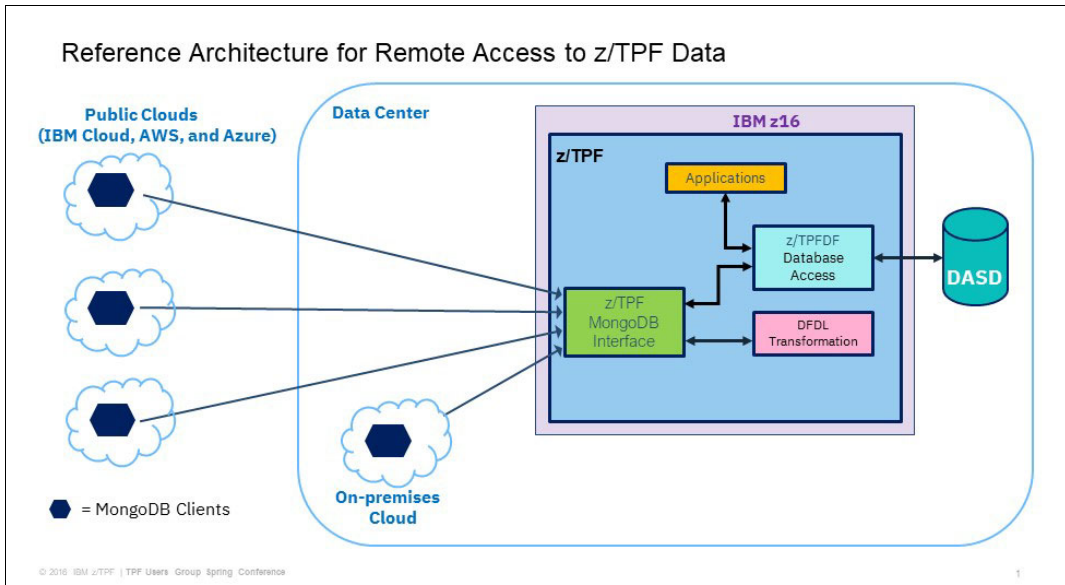 Reference Architecture for Remote Access to z/TPF Data
Public Clouds
(IBM Cloud, AWS, and Azure)
Data Center
IBM z16
z/TPF
Applications
z/TPFDF
Database
Access
DASD
z/TPF
MongoDB
Interface
DFDL
Transformation
On-premises
Cloud
= MongoDB Clients
© 2016 IBM z/TPF | TPF Users Group Spring Conference
1